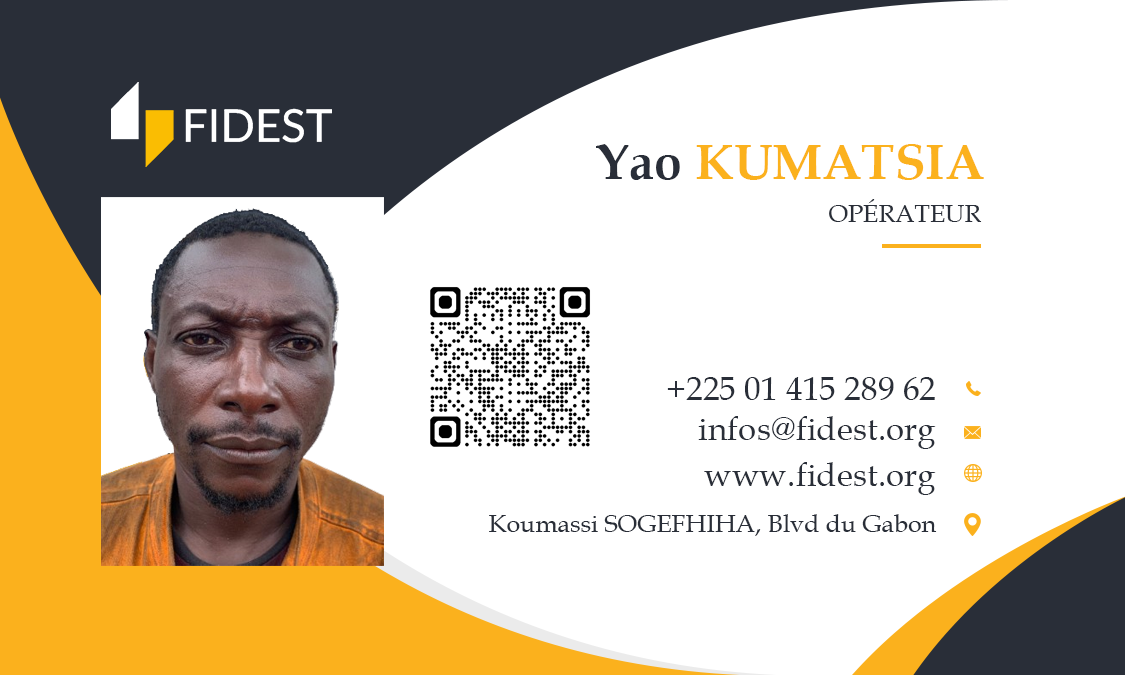 FIDEST
Yao KUMATSIA
OPÉRATEUR
+225 01 415 289 62
infos@fidest.org
www.fidest.org
Koumassi SOGEFHIHA, Blvd du Gabon